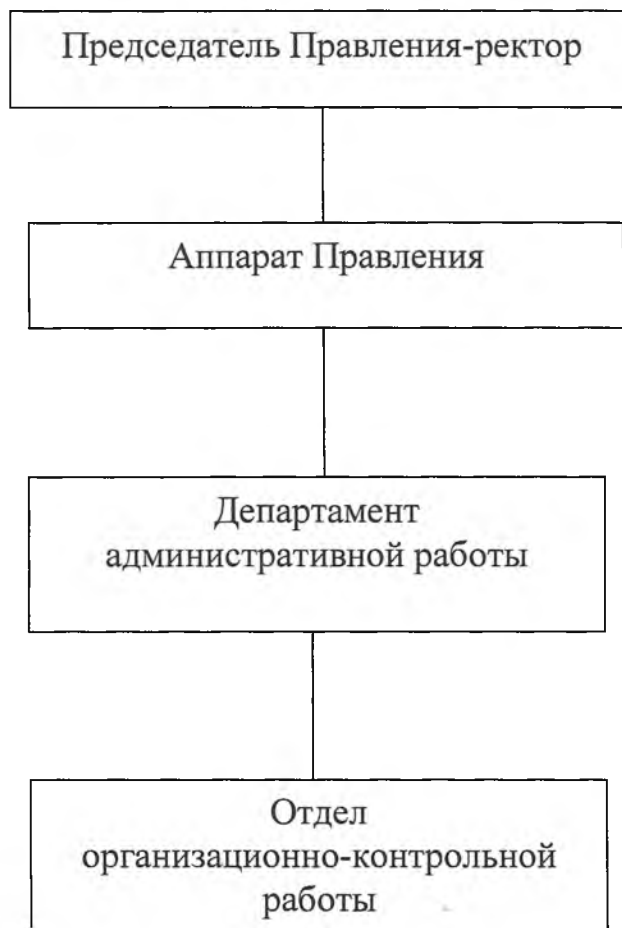 Председатель Правления-ректор
Аппарат Правления
Департамент
административной работы
Отдел
организационно-контрольной
работы